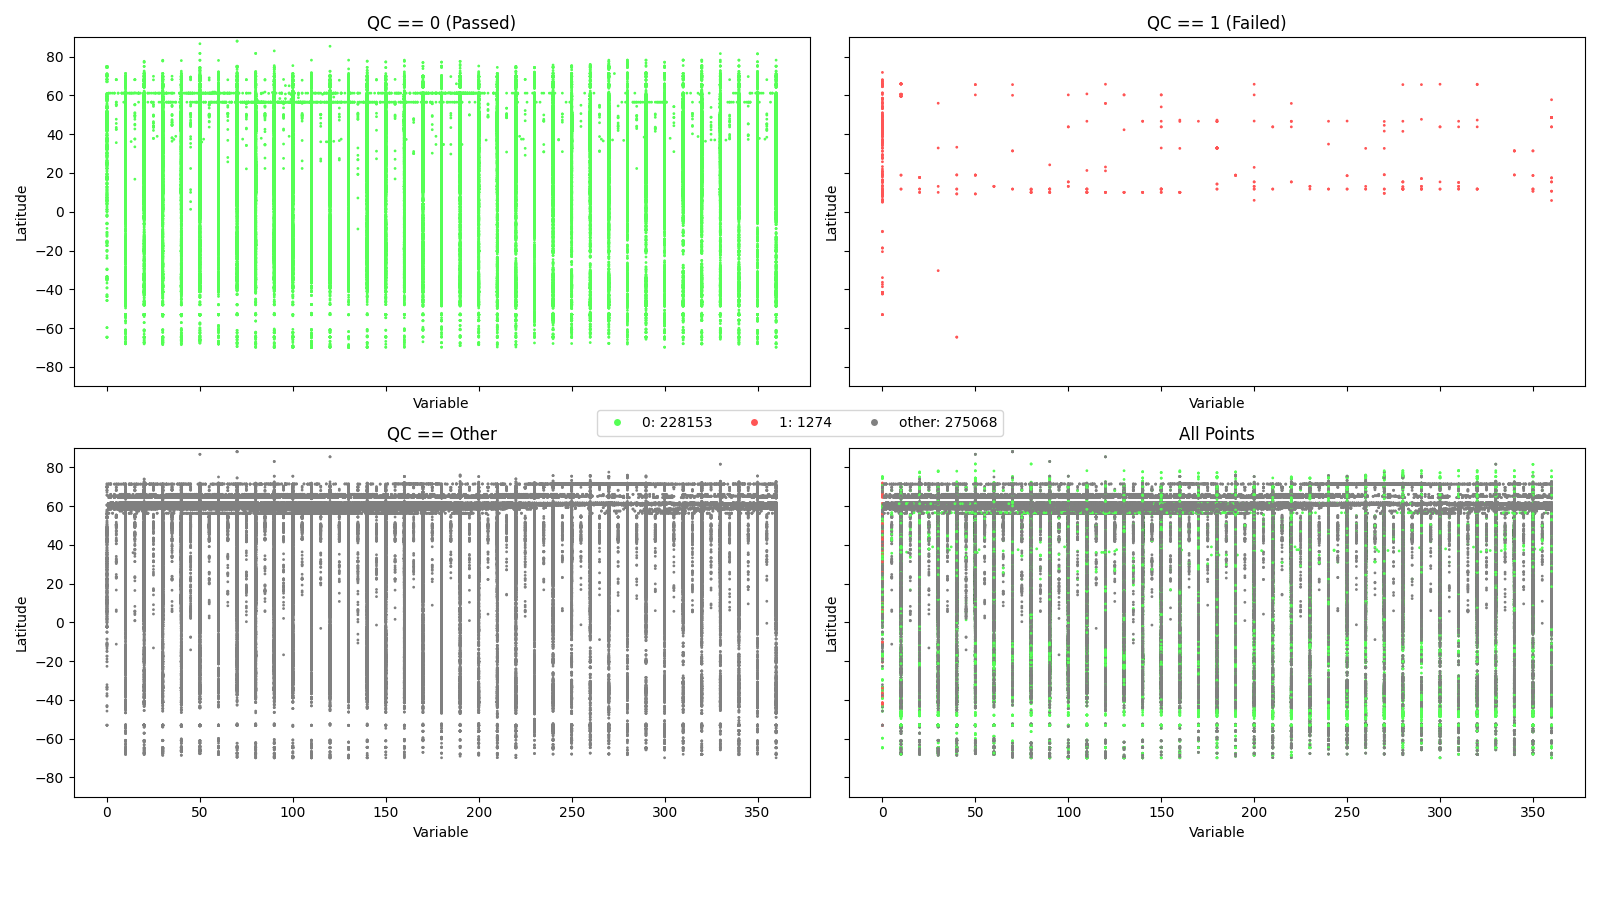 QC == 0 (Passed)
QC == 1 (Failed)
80
60
40
20
0
−20
−40
−60
−80
Latitude
Latitude
Variable
Variable
0: 228153
1: 1274
other: 275068
QC == Other
All Points
80
60
40
20
0
−20
−40
−60
−80
Latitude
Latitude
0 50 100 150 200 250 300 350
0 50 100 150 200 250 300 350
Variable
Variable